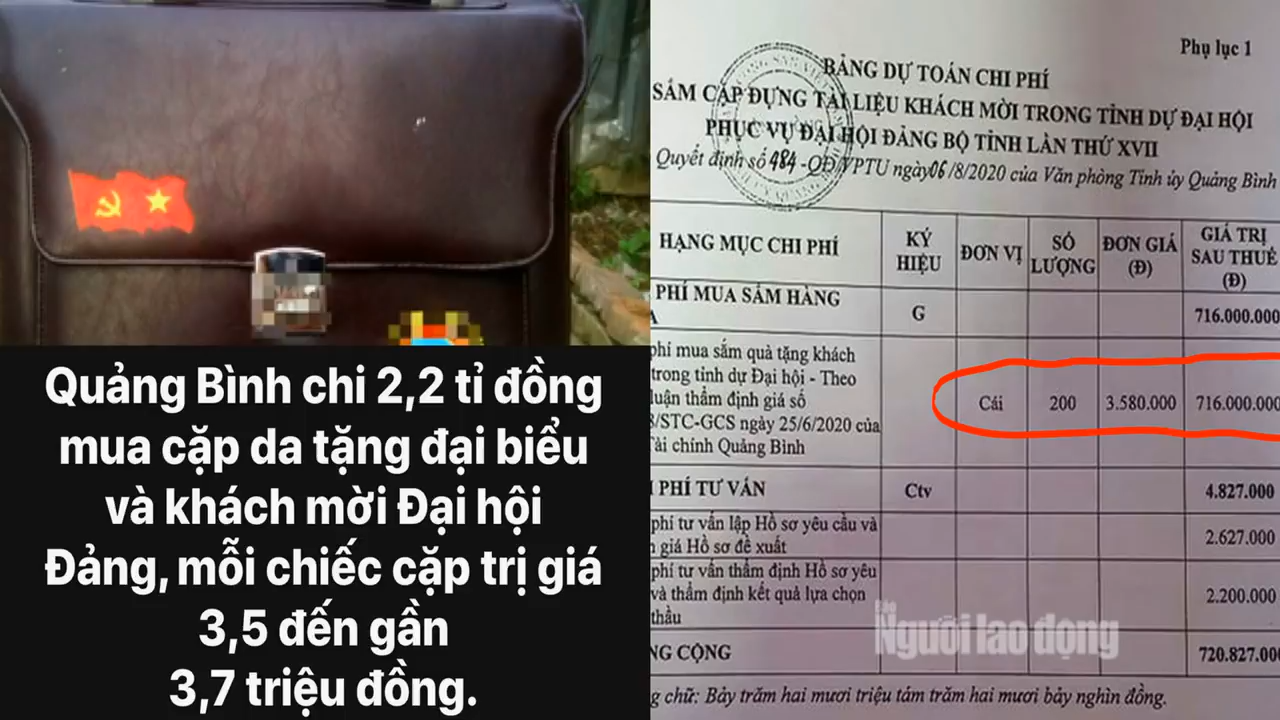 Quảng Bình chi 2,2 tỉ đồng
mua cặp da tặng đại biểu
và khách mời Đại hội
Đảng, mỗi chiếc cặp trị giá
3,5 đến gần
3,7 triệu đồng.
Phụ lục 1
BẢNG DỰ TOÁN CHI PHÍ
SẮM CẶP ĐỰNG TÀI LIỆU KHÁCH MỜI TRONG TỈNH DỰ ĐẠI HỘI
PHỤC VỤ ĐẠI HỘI ĐẢNG BỘ TỈNH LẦN THỨ XVII
Quyết định số 484-QĐ/VPTU ngày 06/8/2020 của Văn phòng Tỉnh ủy Quảng Bình
HẠNG MỤC CHI PHÍ
KÝ HIỆU
ĐƠN VỊ
SỐ LƯỢNG
ĐƠN GIÁ (Đ)
GIÁ TRỊ SAU THUẾ (Đ)
PHÍ MUA SẮM HÀNG
G
716.000.000
phí mua sắm quà tặng khách
trong tỉnh dự Đại hội - Theo
luận thẩm định giá số
/STC-GCS ngày 25/6/2020 của
Tài chính Quảng Bình
Cái
200
3.580.000
716.000.000
PHÍ TƯ VẤN
Ctv
4.827.000
phí tư vấn lập Hồ sơ yêu cầu và
giá Hồ sơ đề xuất
2.627.000
phí tư vấn thẩm định Hồ sơ yêu
và thẩm định kết quả lựa chọn
thầu
2.200.000
NG CỘNG
720.827.000
g chữ: Bảy trăm hai mươi triệu tám trăm hai mươi bảy nghìn đồng.
Báo
Người lao động